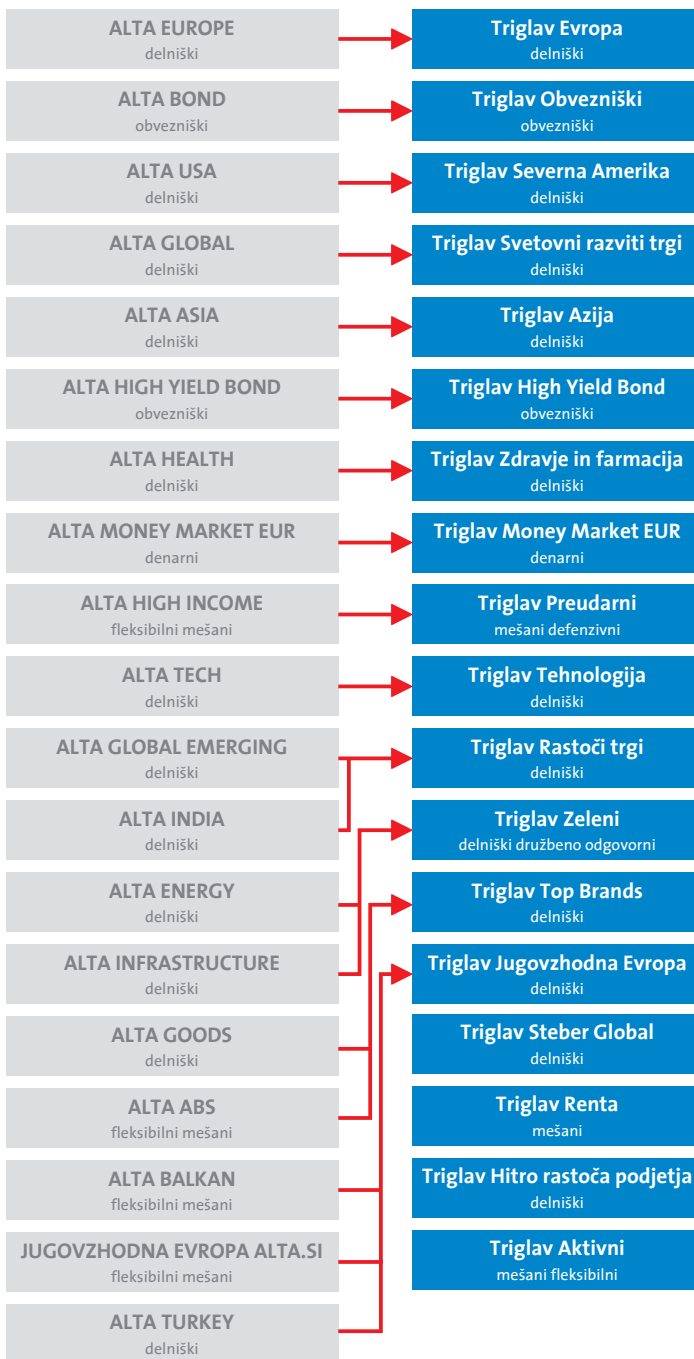 ALTA EUROPE
delniški
Triglav Evropa
delniški
ALTA BOND
obvezniški
Triglav Obvezniški
obvezniški
ALTA USA
delniški
Triglav Severna Amerika
delniški
ALTA GLOBAL
delniški
Triglav Svetovni razviti trgi
delniški
ALTA ASIA
delniški
Triglav Azija
delniški
ALTA HIGH YIELD BOND
obvezniški
Triglav High Yield Bond
obvezniški
ALTA HEALTH
delniški
Triglav Zdravje in farmacija
delniški
ALTA MONEY MARKET EUR
denarni
Triglav Money Market EUR
denarni
ALTA HIGH INCOME
fleksibilni mešani
Triglav Preudarni
mešani defenzivni
ALTA TECH
delniški
Triglav Tehnologija
delniški
ALTA GLOBAL EMERGING
delniški
Triglav Rastoči trgi
delniški
ALTA INDIA
delniški
Triglav Zeleni
delniški družbeno odgovorni
ALTA ENERGY
delniški
Triglav Top Brands
delniški
ALTA INFRASTRUCTURE
delniški
Triglav Jugovzhodna Evropa
delniški
ALTA GOODS
delniški
Triglav Steber Global
delniški
ALTA ABS
fleksibilni mešani
Triglav Renta
mešani
ALTA BALKAN
fleksibilni mešani
Triglav Hitro rastoča podjetja
delniški
JUGOVZHODNA EVROPA ALTA.SI
fleksibilni mešani
Triglav Aktivni
mešani fleksibilni
ALTA TURKEY
delniški